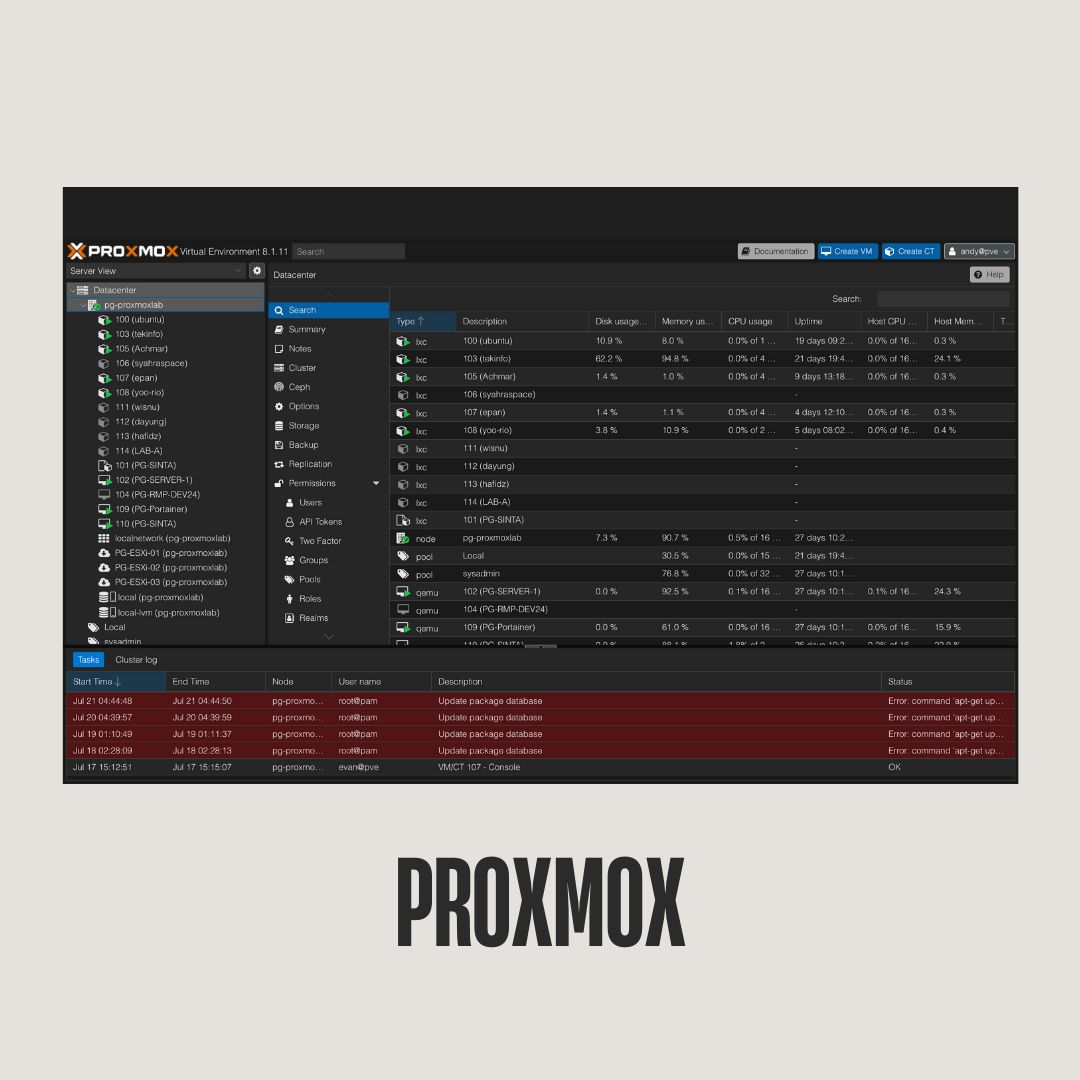 PROXMOX Virtual Environment 8.1.11 Search Documentation Create VM Create CT andy@pve
Server View
Datacenter
Help
Datacenter
pg-proxmoxlab
100 (ubuntu)
103 (tekinfo)
105 (Achmar)
106 (syahraspace)
107 (epan)
108 (yoo-rio)
111 (wisnu)
112 (dayung)
113 (hafidz)
114 (LAB-A)
101 (PG-SINTA)
102 (PG-SERVER-1)
104 (PG-RMP-DEV24)
109 (PG-Portainer)
110 (PG-SINTA)
localnetwork (pg-proxmoxlab)
PG-ESXi-01 (pg-proxmoxlab)
PG-ESXi-02 (pg-proxmoxlab)
PG-ESXi-03 (pg-proxmoxlab)
local (pg-proxmoxlab)
local-lvm (pg-proxmoxlab)
Local
sysadmin
Search
Summary
Notes
Cluster
Ceph
Options
Storage
Backup
Replication
Permissions
Users
API Tokens
Two Factor
Groups
Pools
Roles
Realms
Search:
Type Description Disk usage... Memory us... CPU usage Uptime Host CPU ... Host Mem... T...
lxc 100 (ubuntu) 10.9 % 8.0 % 0.0% of 1 ... 19 days 09:2... 0.0% of 16... 0.3 %
lxc 103 (tekinfo) 62.2 % 94.8 % 0.0% of 4 ... 21 days 19:4... 0.0% of 16... 24.1 %
lxc 105 (Achmar) 1.4 % 1.0 % 0.0% of 4 ... 9 days 13:18... 0.0% of 16... 0.3 %
lxc 106 (syahraspace) -
lxc 107 (epan) 1.4 % 1.1 % 0.0% of 4 ... 4 days 12:10... 0.0% of 16... 0.3 %
lxc 108 (yoo-rio) 3.8 % 10.9 % 0.0% of 2 ... 5 days 08:02... 0.0% of 16... 0.4 %
lxc 111 (wisnu) -
lxc 112 (dayung) -
lxc 113 (hafidz) -
lxc 114 (LAB-A) -
lxc 101 (PG-SINTA) -
node pg-proxmoxlab 7.3 % 90.7 % 0.5% of 16 ... 27 days 10:2...
pool Local 30.5 % 0.0% of 15 ... 21 days 19:4...
pool sysadmin 76.8 % 0.0% of 32 ... 27 days 10:1...
qemu 102 (PG-SERVER-1) 0.0 % 92.5 % 0.1% of 16 ... 27 days 10:1... 0.1% of 16... 24.3 %
qemu 104 (PG-RMP-DEV24) -
qemu 109 (PG-Portainer) 0.0 % 61.0 % 0.0% of 16 ... 27 days 10:1... 0.0% of 16... 15.9 %
110 (PG-SINTA) 0.0 %
Tasks Cluster log
Start Time End Time Node User name Description Status
Jul 21 04:44:48 Jul 21 04:44:50 pg-proxmo... root@pam Update package database Error: command 'apt-get up...
Jul 20 04:39:57 Jul 20 04:39:59 pg-proxmo... root@pam Update package database Error: command 'apt-get up...
Jul 19 01:10:49 Jul 19 01:11:37 pg-proxmo... root@pam Update package database Error: command 'apt-get up...
Jul 18 02:28:09 Jul 18 02:28:13 pg-proxmo... root@pam Update package database Error: command 'apt-get up...
Jul 17 15:12:51 Jul 17 15:15:07 pg-proxmo... evan@pve VM/CT 107 - Console OK
PROXMOX